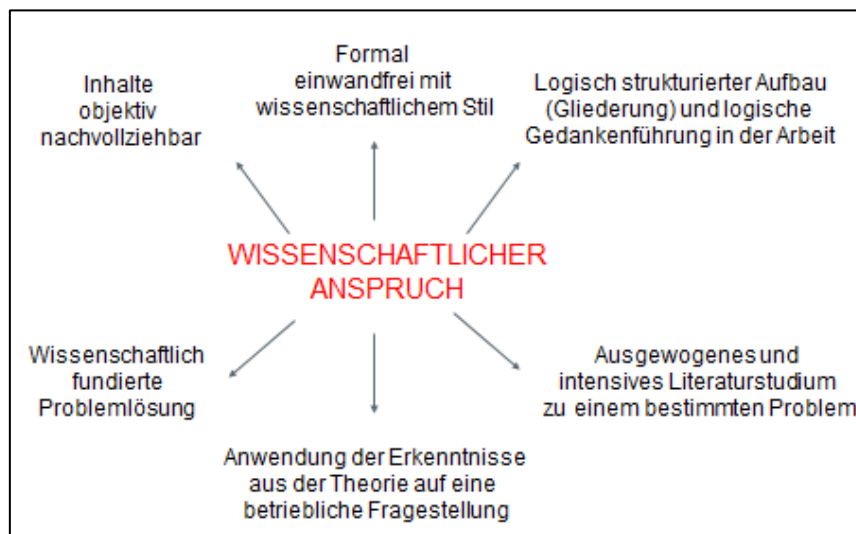 Inhalte
objektiv
nachvollziehbar
Formal
einwandfrei mit
wissenschaftlichem Stil
Logisch strukturierter Aufbau
(Gliederung) und logische
Gedankenführung in der Arbeit
WISSENSCHAFTLICHER
ANSPRUCH
Wissenschaftlich
fundierte
Problemlösung
Anwendung der Erkenntnisse
aus der Theorie auf eine
betriebliche Fragestellung
Ausgewogenes und
intensives Literaturstudium
zu einem bestimmten Problem